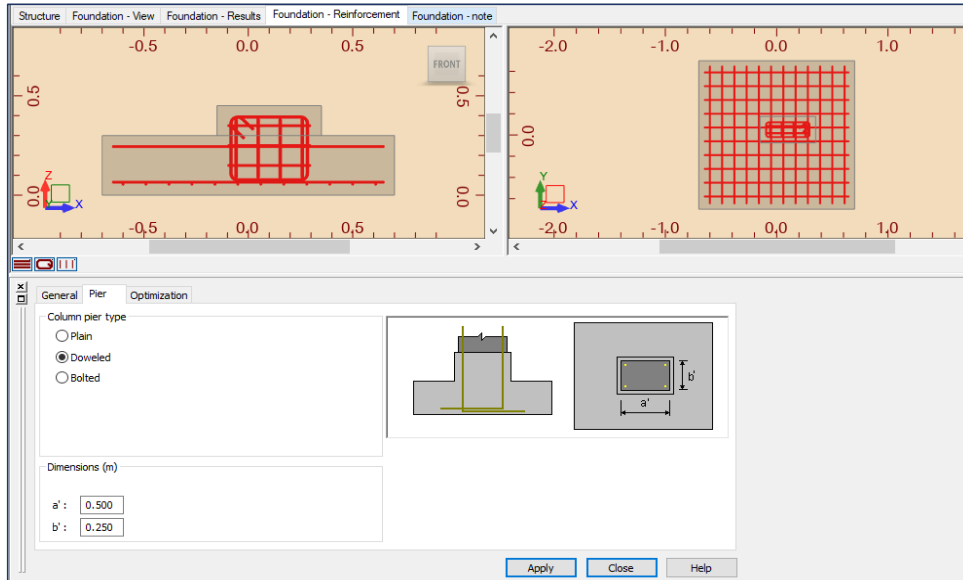 Structure Foundation - View Foundation - Results Foundation - Reinforcement Foundation - note
-0.5 0.0 0.5
-2.0 -1.0 0.0 1.0
FRONT
0.5 0.5
0.0
Z
X
0.0 0.0
Y
X
-0.5 0.0 0.5
-2.0 -1.0 0.0 1.0
General Pier Optimization
Column pier type
Plain
Doweled
Bolted
b'
a'
Dimensions (m)
a' : 0.500
b' : 0.250
Apply Close Help